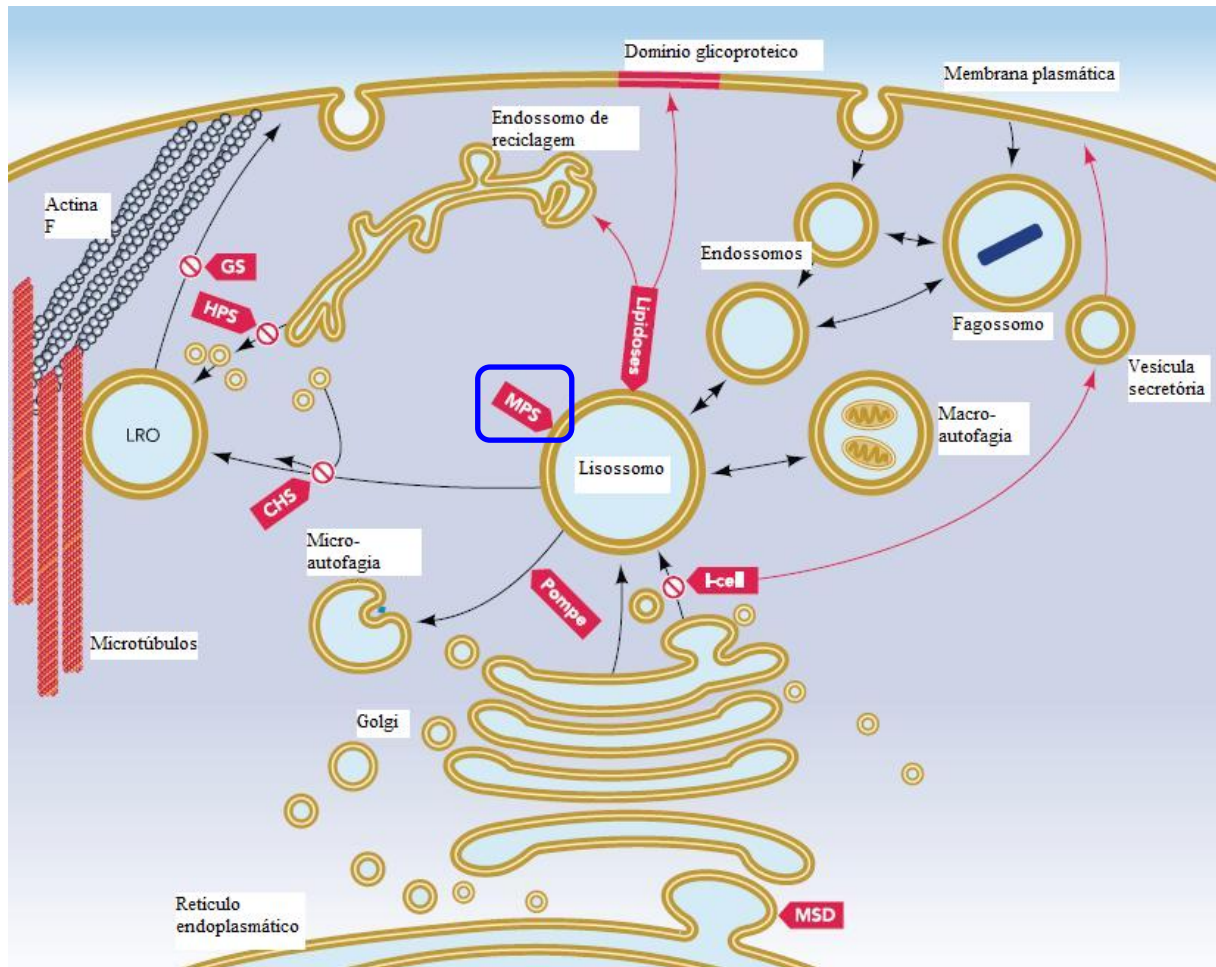 Domínio glicoproteico
Membrana plasmática
Endossomo de
reciclagem
Actina
F
GS
HPS
Endossomos
Lipidoses
Fagossomo
Vesícula
secretória
MPS
LRO
Macro-
autofagia
Lisossomo
CHS
Micro-
autofagia
Pompe
I-cell
Microtúbulos
Golgi
Retículo
endoplasmático
MSD